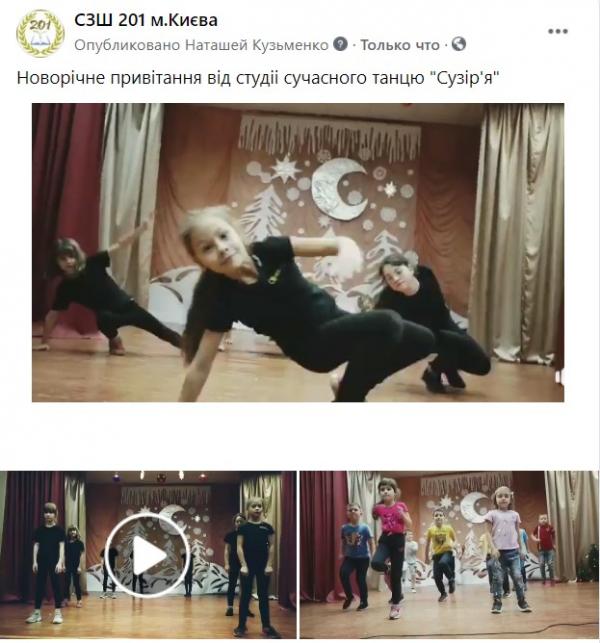 201
СЗШ 201 м.Києва
Опубликовано Наташей Кузьменко ? · Только что ·
Новорічне привітання від студії сучасного танцю "Сузір'я"